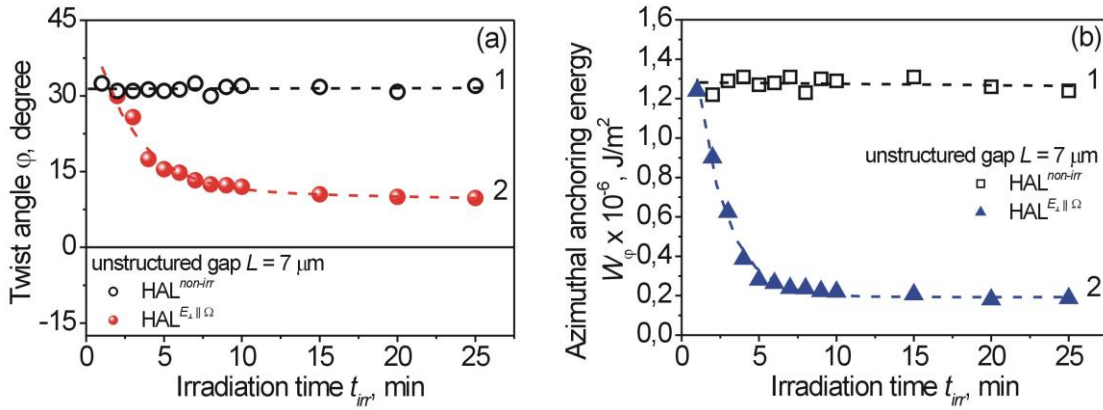 (a)
45
30
15
0
-15
Twist angle φ, degree
1
2
unstructured gap L = 7 μm
HAL^non-irr
HAL^E⊥ || Ω
0 5 10 15 20 25
Irradiation time t_irr, min
(b)
1,6
1,4
1,2
1,0
0,8
0,6
0,4
0,2
0,0
Azimuthal anchoring energy
W_φ x 10^-6, J/m^2
1
unstructured gap L = 7 μm
HAL^non-irr
HAL^E⊥ || Ω
2
0 5 10 15 20 25
Irradiation time t_irr, min